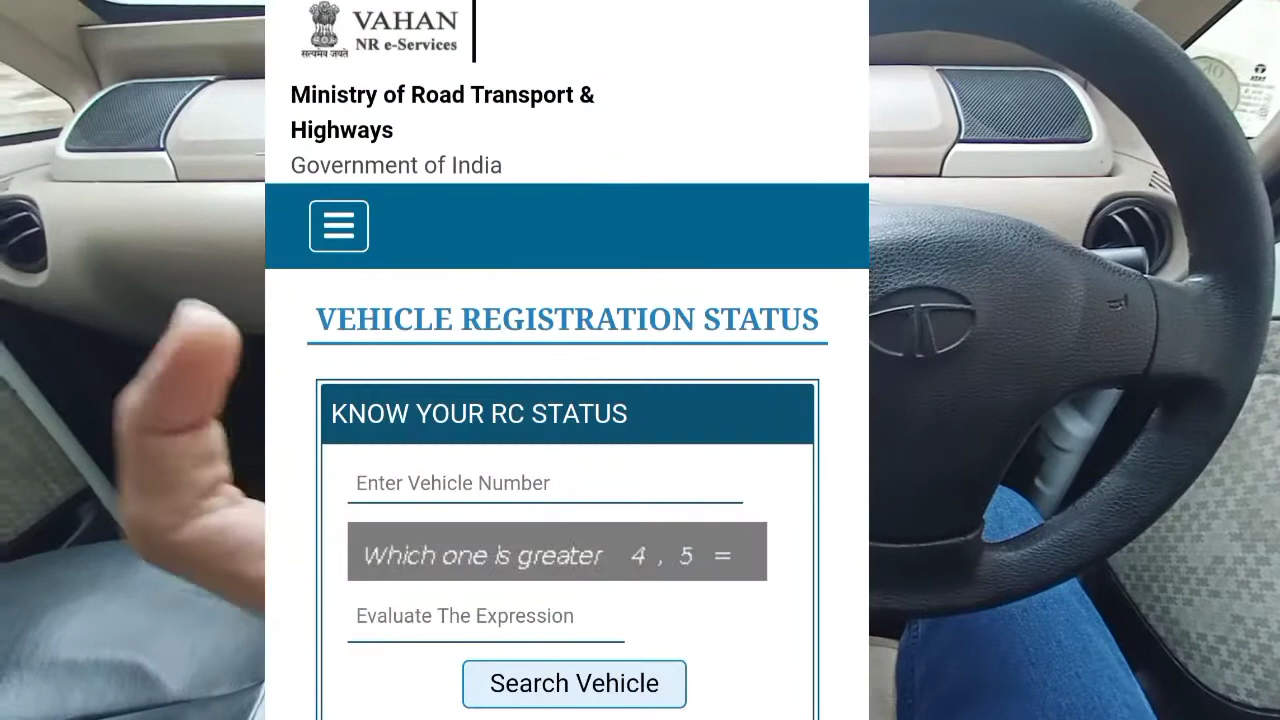 VAHAN
NR e-Services
सत्यमेव जयते
Ministry of Road Transport &
Highways
Government of India
VEHICLE REGISTRATION STATUS
KNOW YOUR RC STATUS
Enter Vehicle Number
Which one is greater 4 , 5 =
Evaluate The Expression
Search Vehicle